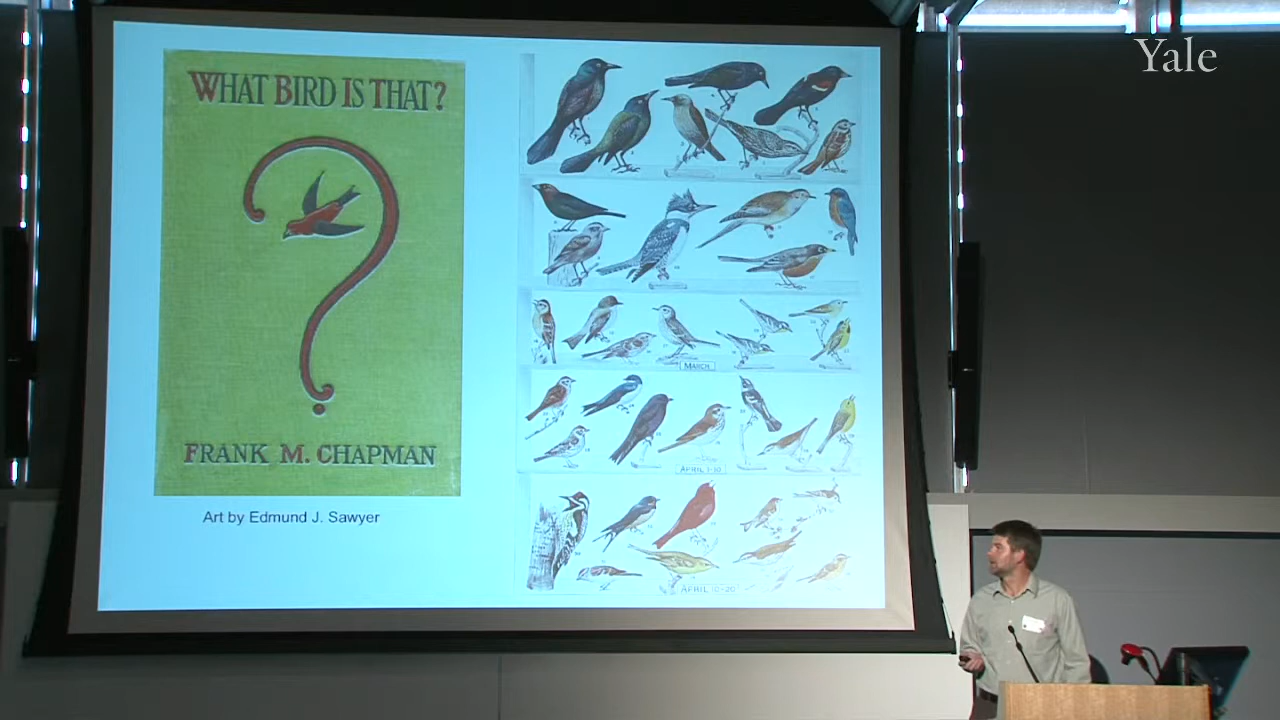 Yale
WHAT BIRD IS THAT?
FRANK M. CHAPMAN
Art by Edmund J. Sawyer
MARCH
APRIL 1-10
APRIL 10-20